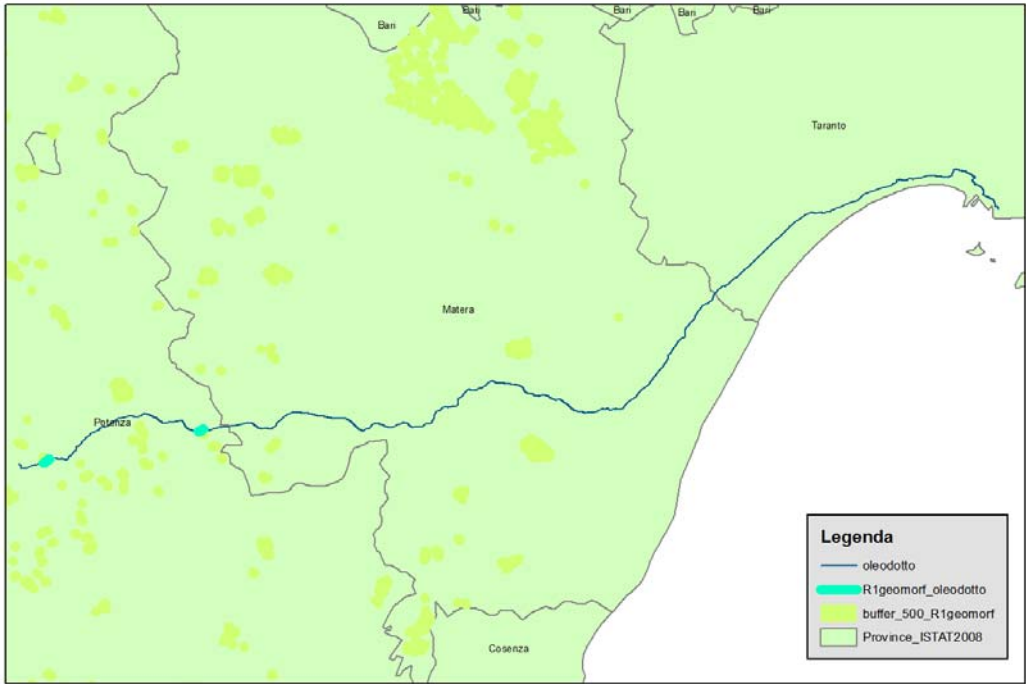 Bari
Bari
Bari
Bari
Bari
Taranto
Matera
Potenza
Cosenza
Legenda
oleodotto
R1geomorf_oleodotto
buffer_500_R1geomorf
Province_ISTAT2008